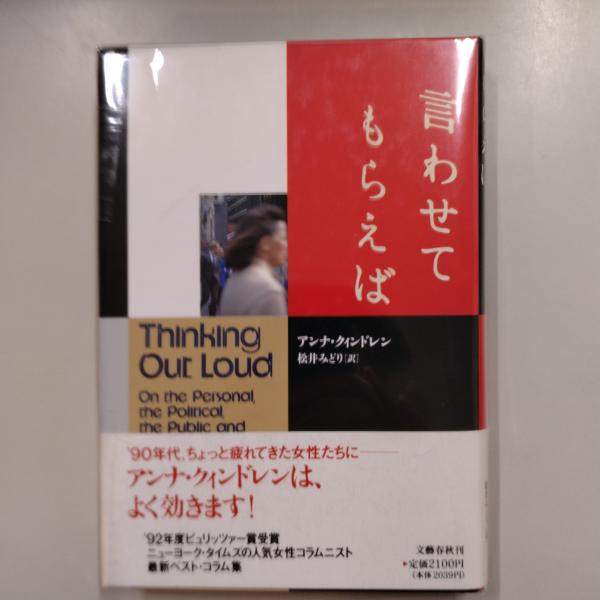 言わせて
もらえば
アンナ・クィンドレン
松井みどり[訳]
Thinking
Out Loud
On the Personal,
the Political,
the Public and
'90年代、ちょっと疲れてきた女性たちに――
アンナ・クィンドレンは、
よく効きます!
'92年度ピュリッツァー賞受賞
ニューヨーク・タイムズの人気女性コラムニスト
最新ベスト・コラム集
文藝春秋刊
定価2100円
(本体2039円)